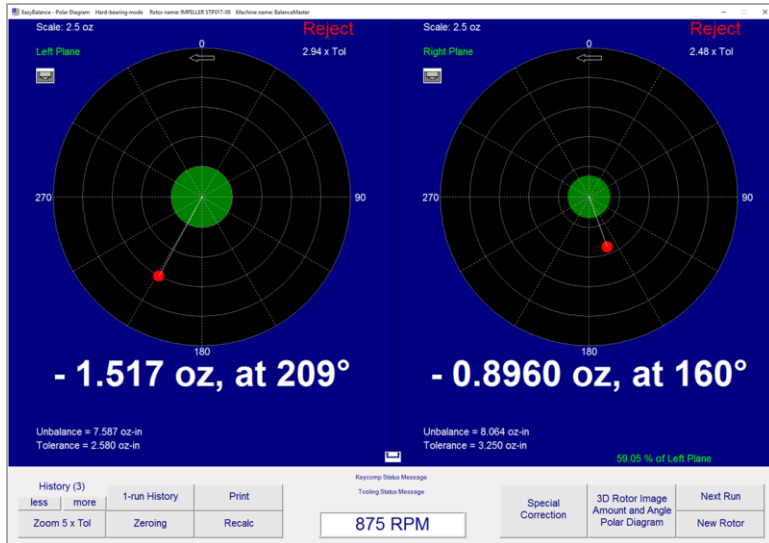 EasyBalance - Polar Diagram   Hard-bearing mode   Rotor name: IMPELLER STP017-09   Machine name: BalanceMaster
Scale: 2.5 oz
Reject
Left Plane
0
2.94 x Tol
270
90
180
- 1.517 oz, at 209°
Unbalance = 7.587 oz-in
Tolerance = 2.580 oz-in
Scale: 2.5 oz
Reject
Right Plane
0
2.48 x Tol
270
90
180
- 0.8960 oz, at 160°
Unbalance = 8.064 oz-in
Tolerance = 3.250 oz-in
59.05 % of Left Plane
History (3)
less
more
1-run History
Print
Zoom 5 x Tol
Zeroing
Recalc
Keycomp Status Message
Tooling Status Message
875 RPM
Special
Correction
3D Rotor Image
Amount and Angle
Polar Diagram
Next Run
New Rotor